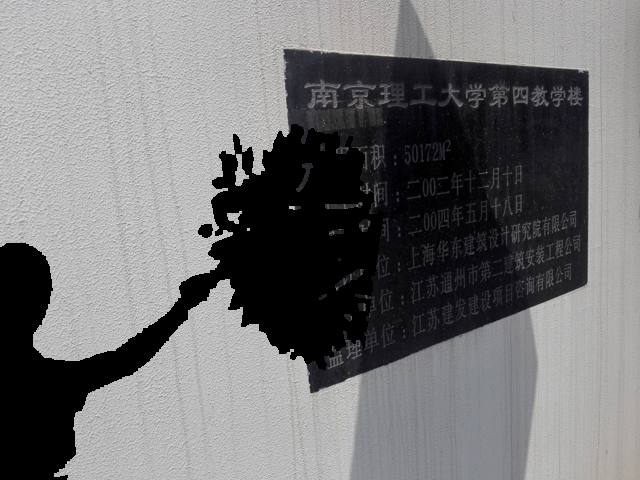 南京理工大学第四教学楼
面积：50172M²
时间：二00二年十二月十日
间：二00四年五月十八日
位：上海华东建筑设计研究院有限公司
单位：江苏通州市第二建筑安装工程公司
监理单位：江苏建发建设项目咨询有限公司